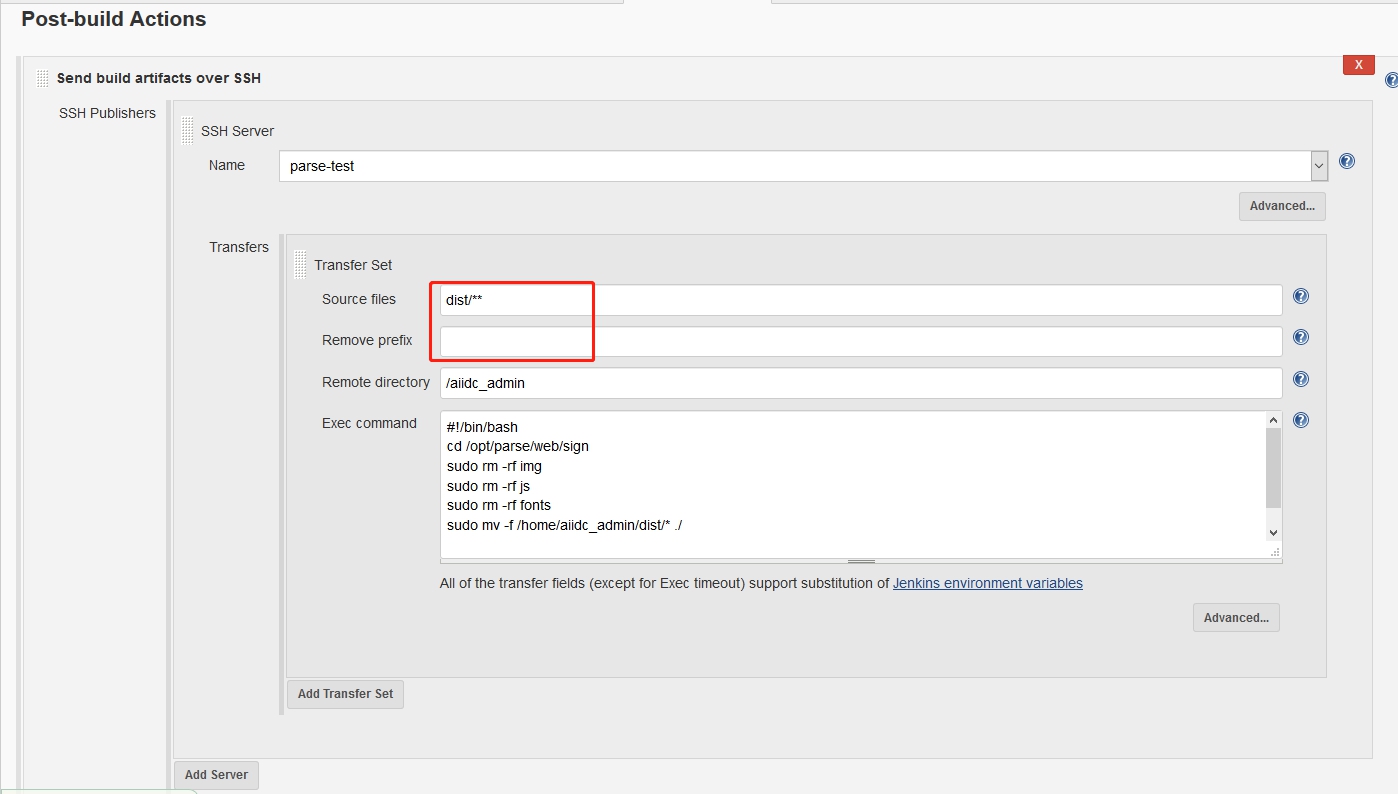 Post-build Actions
Send build artifacts over SSH
X
SSH Publishers
SSH Server
Name
parse-test
Advanced...
Transfers
Transfer Set
Source files
dist/**
Remove prefix
Remote directory
/aiidc_admin
Exec command
#!/bin/bash
cd /opt/parse/web/sign
sudo rm -rf img
sudo rm -rf js
sudo rm -rf fonts
sudo mv -f /home/aiidc_admin/dist/* ./
All of the transfer fields (except for Exec timeout) support substitution of Jenkins environment variables
Advanced...
Add Transfer Set
Add Server